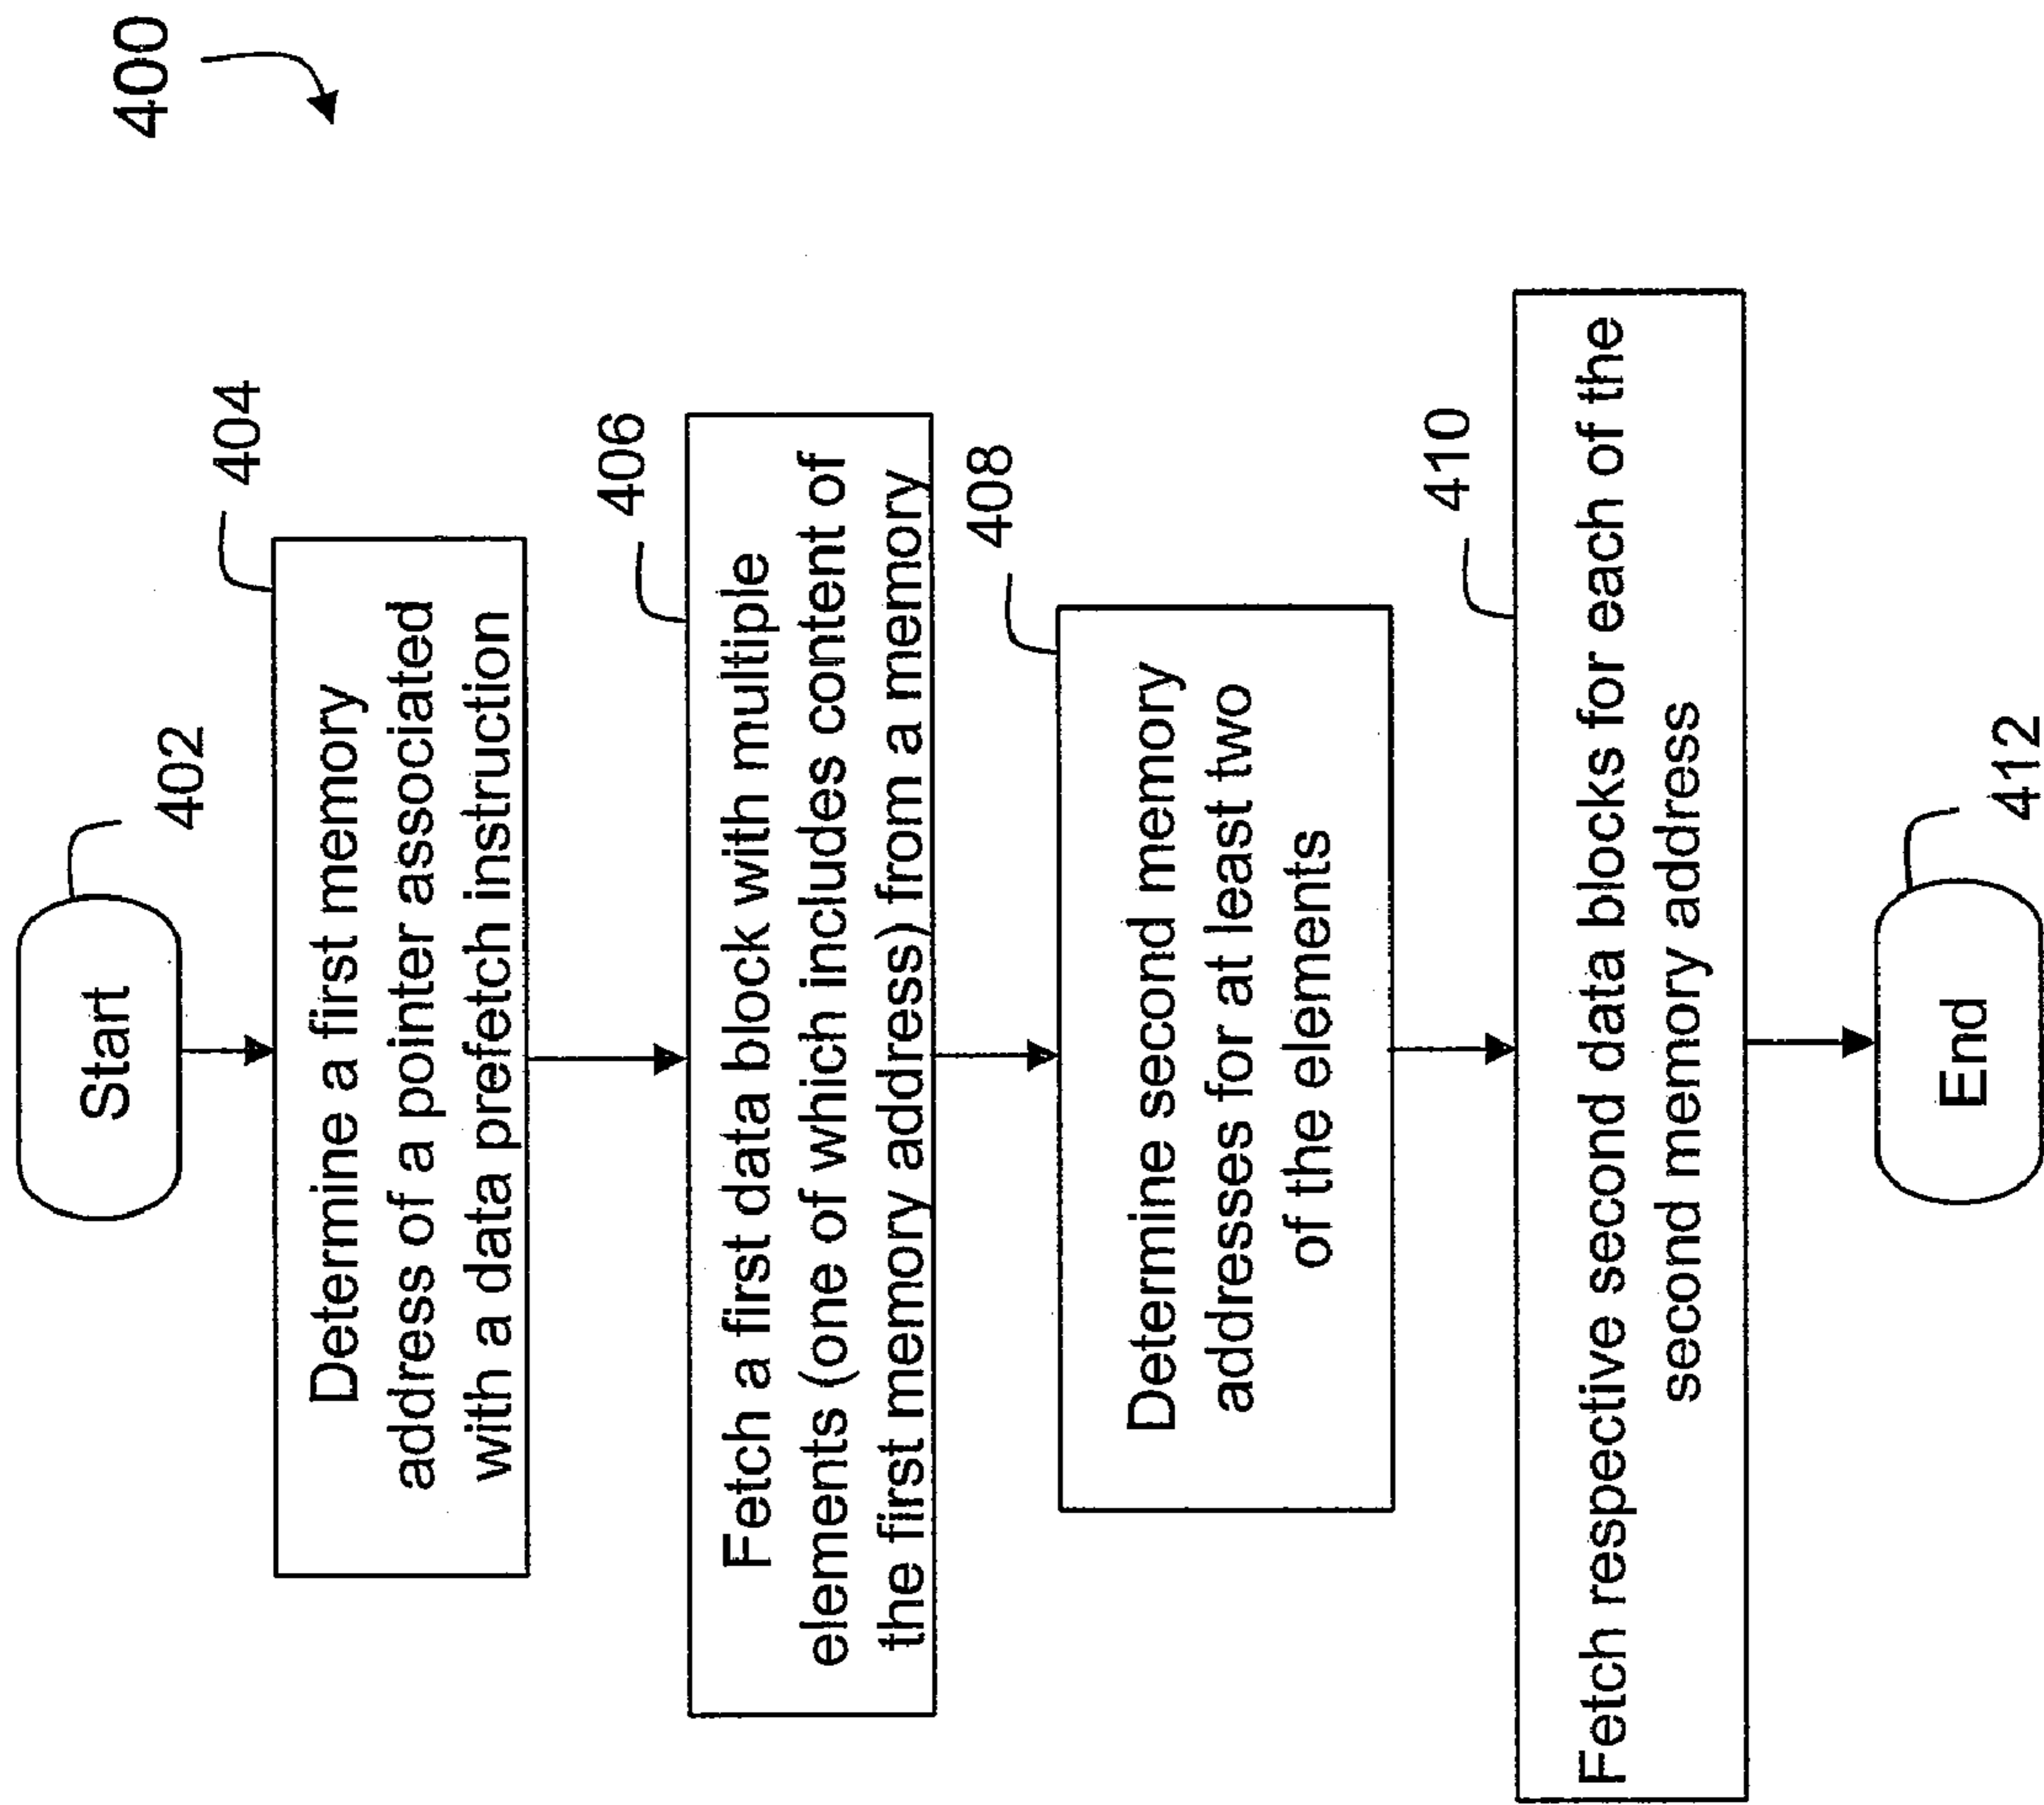 400
Start
402
Determine a first memory
address of a pointer associated
with a data prefetch instruction
404
Fetch a first data block with multiple
elements (one of which includes content of
the first memory address) from a memory
406
Determine second memory
addresses for at least two
of the elements
408
Fetch respective second data blocks for each of the
second memory address
410
End
412